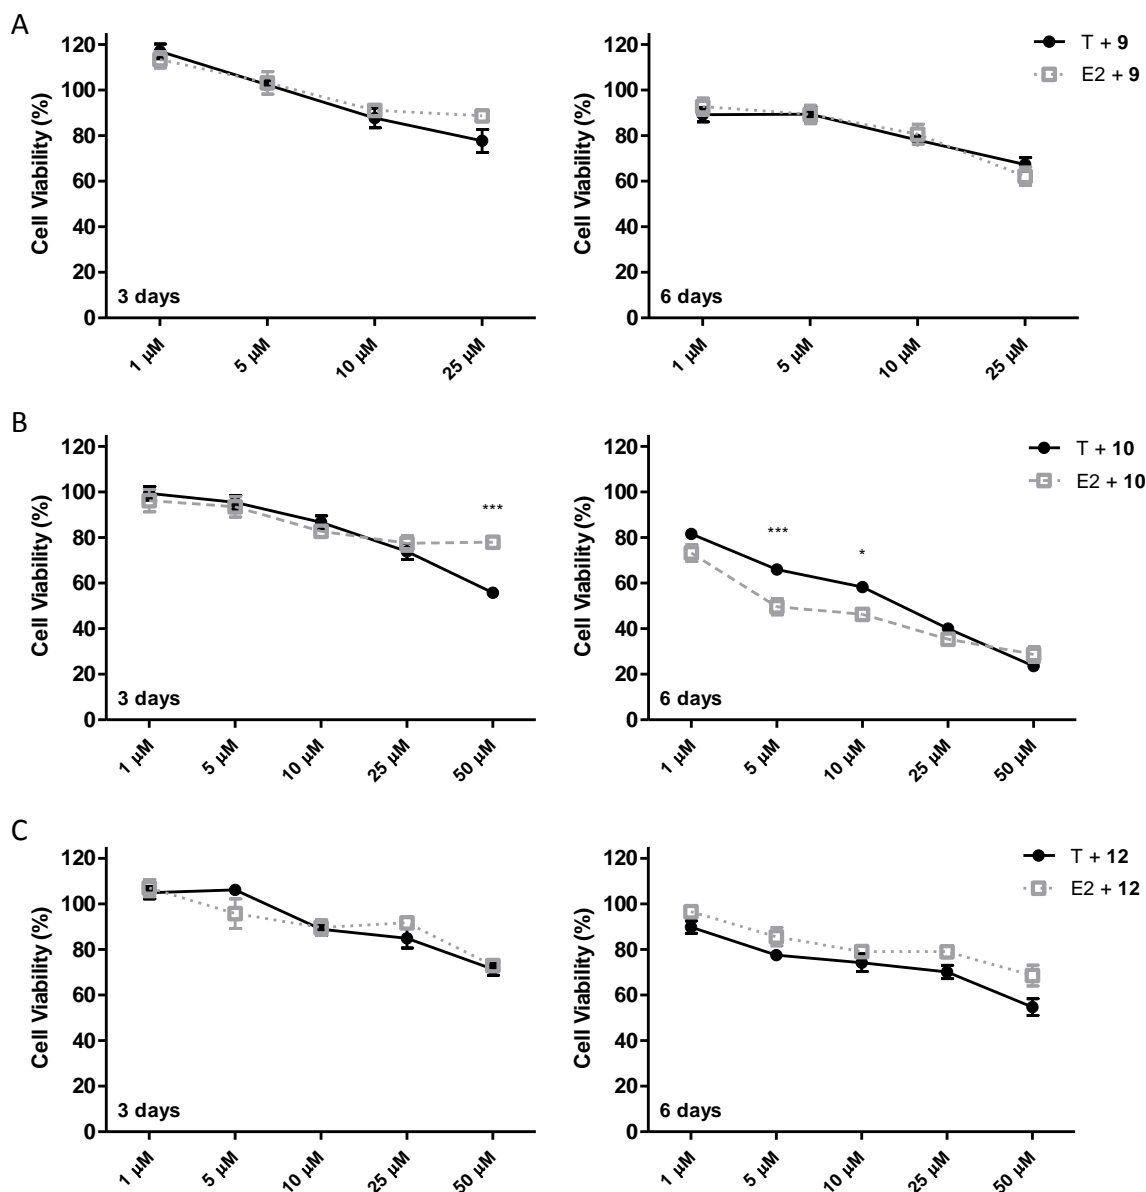 A
Cell Viability (%)
120
100
80
60
40
20
0
3 days
1 µM
5 µM
10 µM
25 µM
Cell Viability (%)
120
100
80
60
40
20
0
6 days
1 µM
5 µM
10 µM
25 µM
T + 9
E2 + 9
B
Cell Viability (%)
120
100
80
60
40
20
0
***
3 days
1 µM
5 µM
10 µM
25 µM
50 µM
Cell Viability (%)
120
100
80
60
40
20
0
***
*
6 days
1 µM
5 µM
10 µM
25 µM
50 µM
T + 10
E2 + 10
C
Cell Viability (%)
120
100
80
60
40
20
0
3 days
1 µM
5 µM
10 µM
25 µM
50 µM
Cell Viability (%)
120
100
80
60
40
20
0
6 days
1 µM
5 µM
10 µM
25 µM
50 µM
T + 12
E2 + 12